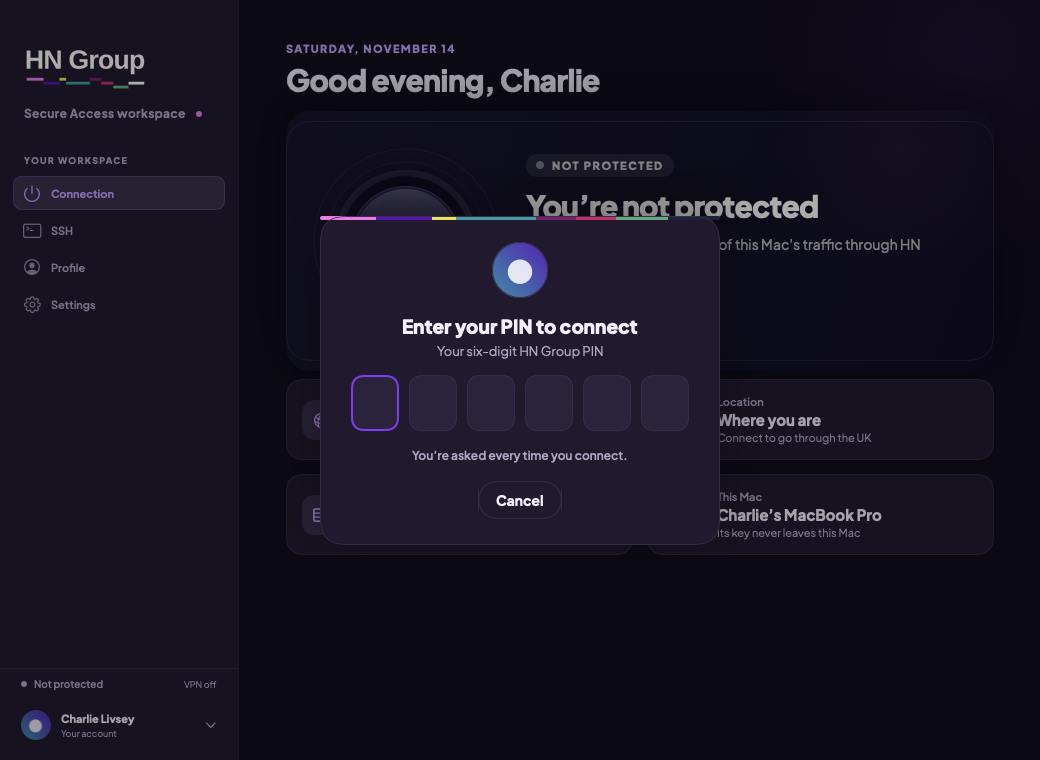 HN Group
Secure Access workspace
YOUR WORKSPACE
Connection
SSH
Profile
Settings
Not protected
VPN off
Charlie Livsey
Your account
SATURDAY, NOVEMBER 14
Good evening, Charlie
NOT PROTECTED
You’re not protected
of this Mac's traffic through HN
Enter your PIN to connect
Your six-digit HN Group PIN
You’re asked every time you connect.
Cancel
Location
Where you are
Connect to go through the UK
This Mac
Charlie’s MacBook Pro
Its key never leaves this Mac